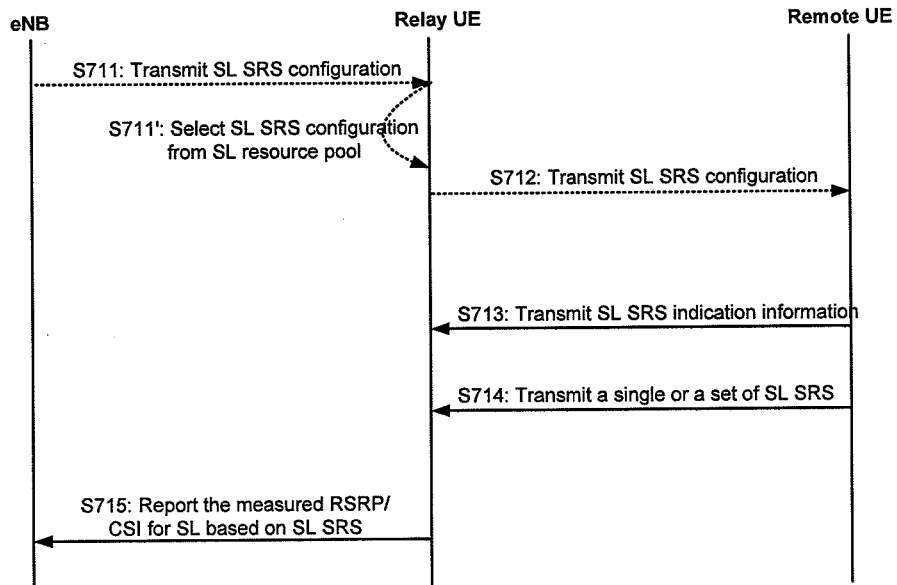 eNB
Relay UE
Remote UE
S711: Transmit SL SRS configuration
S711': Select SL SRS configuration
from SL resource pool
S712: Transmit SL SRS configuration
S713: Transmit SL SRS indication information
S714: Transmit a single or a set of SL SRS
S715: Report the measured RSRP/
CSI for SL based on SL SRS